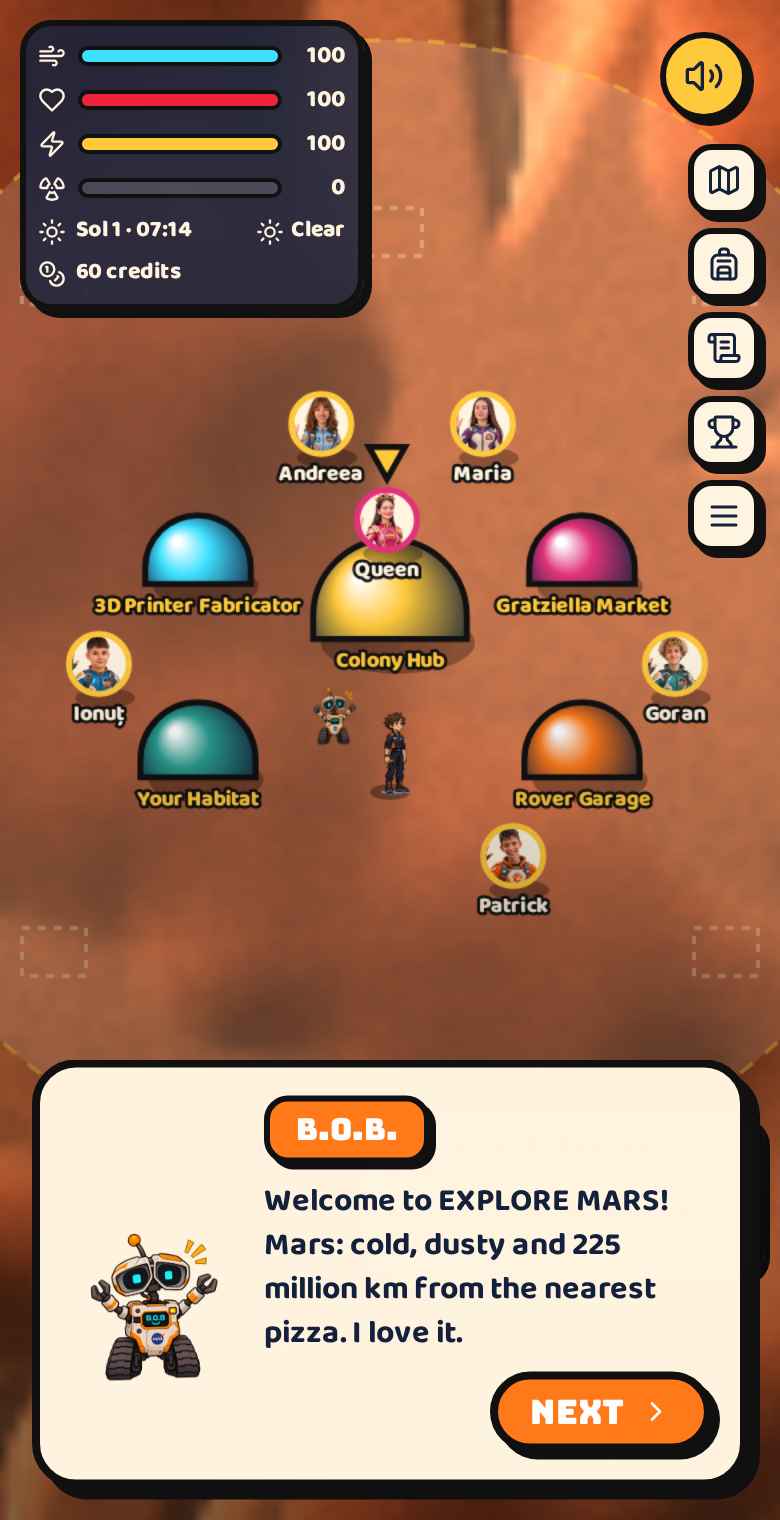 100
100
100
0
Sol 1 · 07:14
Clear
60 credits
Andreea
Maria
Queen
3D Printer Fabricator
Gratziella Market
Colony Hub
Ionuț
Goran
Your Habitat
Rover Garage
Patrick
B.O.B.
Welcome to EXPLORE MARS!
Mars: cold, dusty and 225
million km from the nearest
pizza. I love it.
B.O.B
NEXT